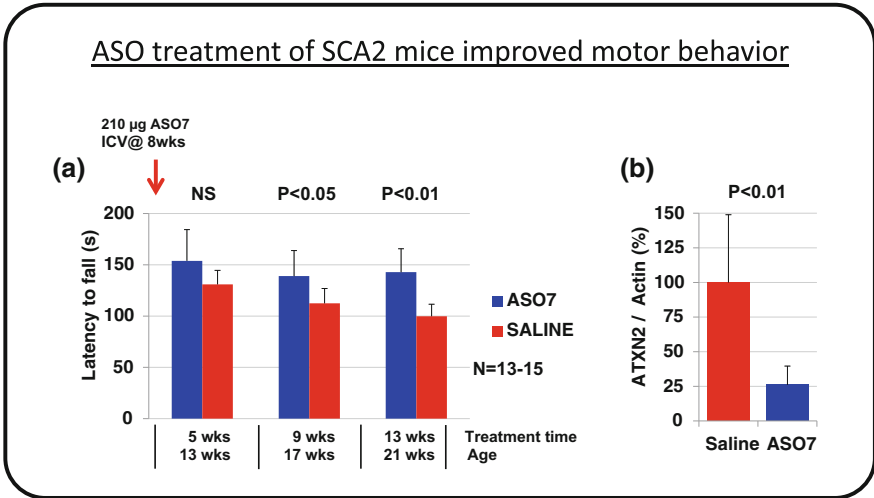 ASO treatment of SCA2 mice improved motor behavior
210 µg ASO7
ICV@ 8wks
(a)
NS P<0.05 P<0.01
Latency to fall (s)
200
150
100
50
0
5 wks 9 wks 13 wks Treatment time
13 wks 17 wks 21 wks Age
ASO7
SALINE
N=13-15
(b)
P<0.01
ATXN2 / Actin (%)
150
125
100
75
50
25
0
Saline ASO7